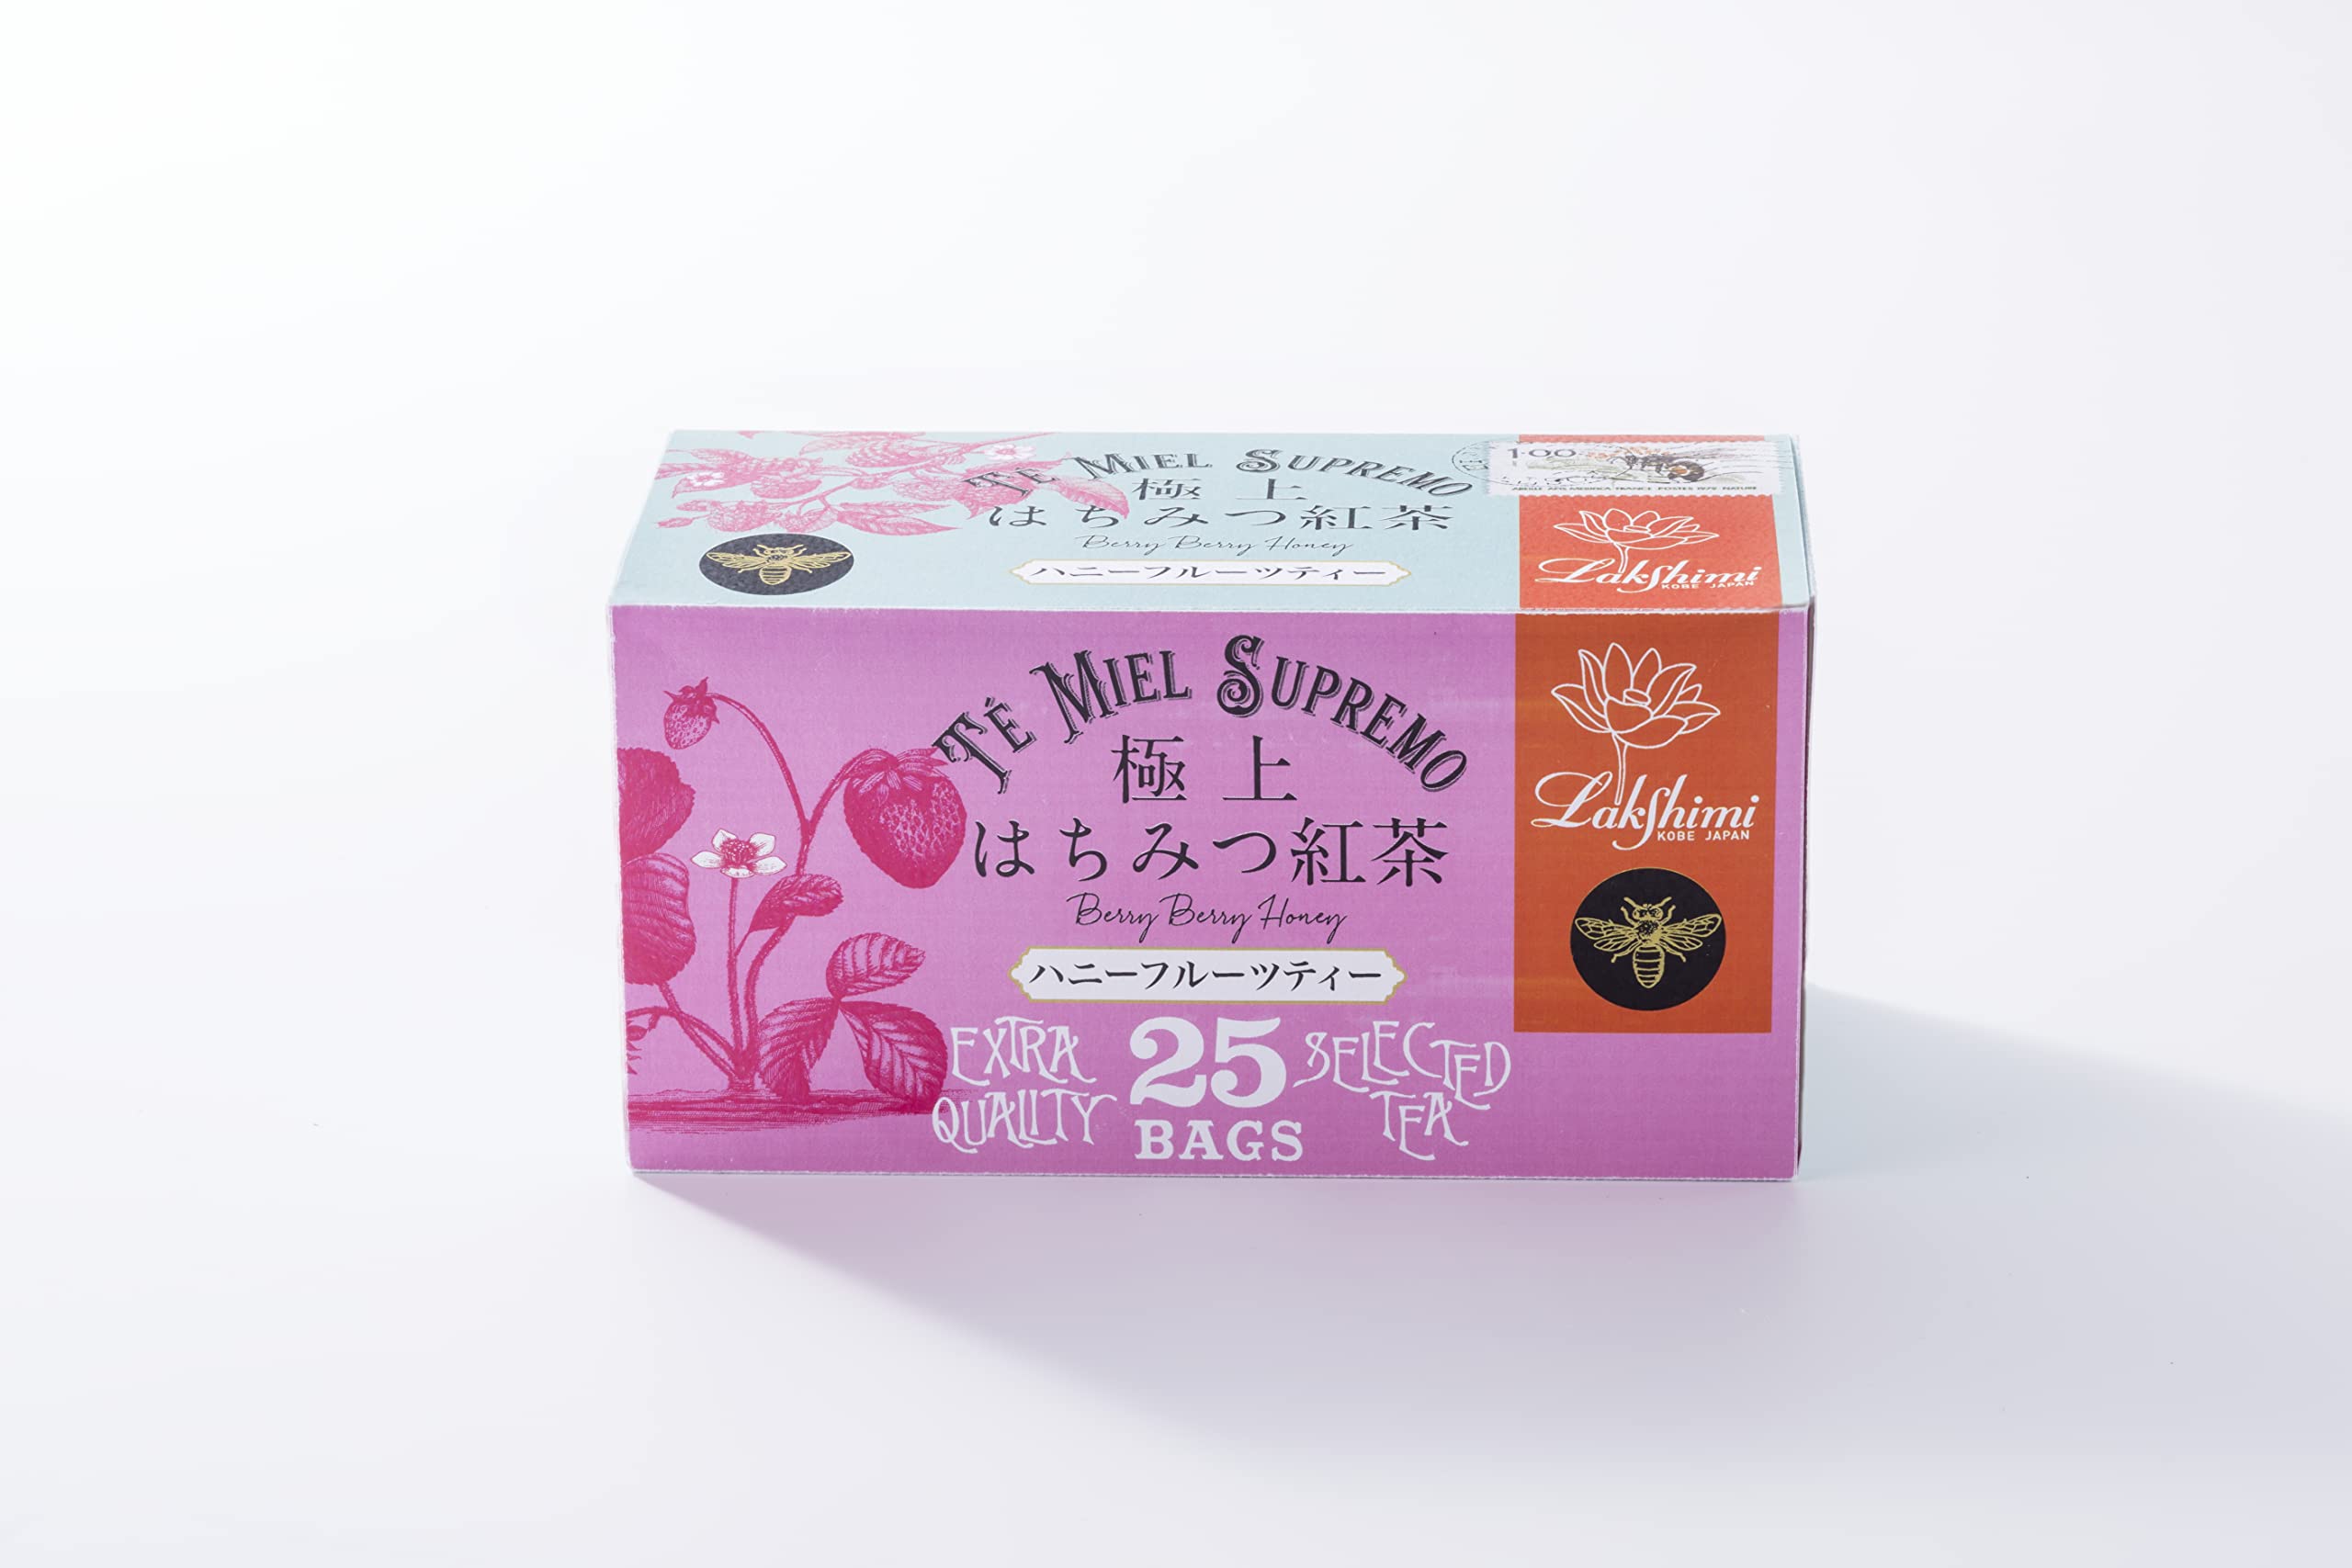 TÉ MIEL SUPREMO
極上
はちみつ紅茶
Berry Berry Honey
ハニーフルーツティー
1·00
Lakshimi
KOBE JAPAN
TÉ MIEL SUPREMO
極上
はちみつ紅茶
Berry Berry Honey
ハニーフルーツティー
EXTRA
QUALITY
25
BAGS
SELECTED
TEA
Lakshimi
KOBE JAPAN